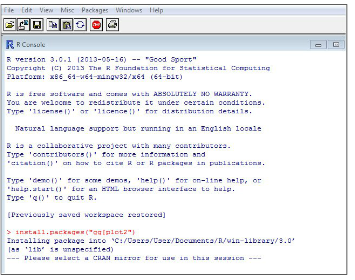 File Edit View Misc Packages Windows Help
R Console
R version 3.0.1 (2013-05-16) -- "Good Sport"
Copyright (C) 2013 The R Foundation for Statistical Computing
Platform: x86_64-w64-mingw32/x64 (64-bit)
R is free software and comes with ABSOLUTELY NO WARRANTY.
You are welcome to redistribute it under certain conditions.
Type 'license()' or 'licence()' for distribution details.
Natural language support but running in an English locale
R is a collaborative project with many contributors.
Type 'contributors()' for more information and
'citation()' on how to cite R or R packages in publications.
Type 'demo()' for some demos, 'help()' for on-line help, or
'help.start()' for an HTML browser interface to help.
Type 'q()' to quit R.
[Previously saved workspace restored]
> install.packages("ggplot2")
Installing package into ‘C:/Users/User/Documents/R/win-library/3.0’
(as ‘lib’ is unspecified)
--- Please select a CRAN mirror for use in this session ---